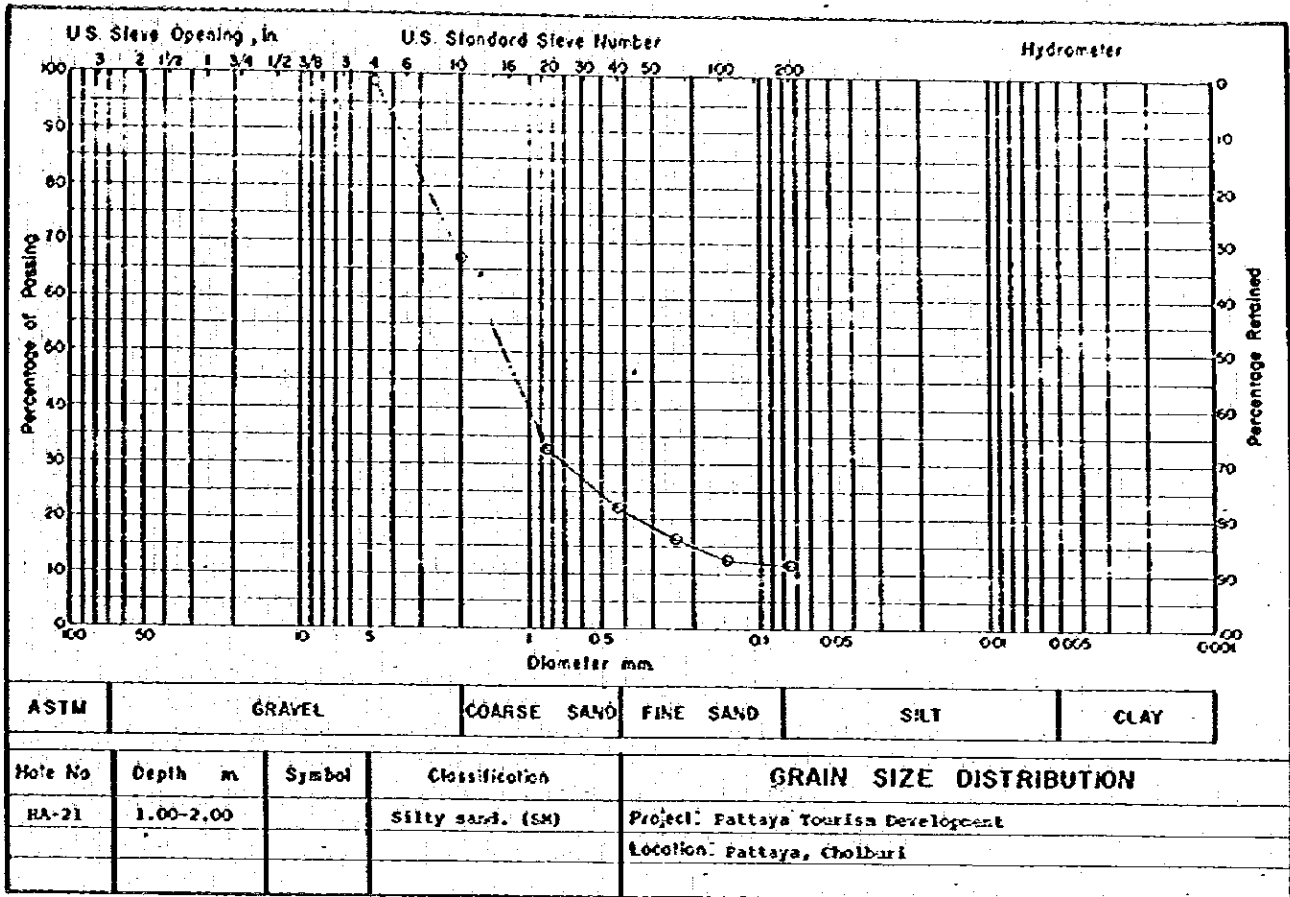 U.S. Sieve Opening, in
U.S. Standard Sieve Number
Hydrometer
3 2 1 1/2 1 3/4 1/2 3/8 3 4 6 10 16 20 30 40 50 100 200
100 90 80 70 60 50 40 30 20 10 0
Percentage of Passing
0 10 20 30 40 50 60 70 80 90 100
Percentage Retained
100 50 10 5 1 0.5 0.1 0.05 0.01 0.005 0.001
Diameter mm
ASTM GRAVEL COARSE SAND FINE SAND SILT CLAY
Hole No Depth m Symbol Classification GRAIN SIZE DISTRIBUTION
HA-21 1.00-2.00 Silty sand. (SM) Project: Pattaya Tourism Development
Location: Pattaya, Cholburi